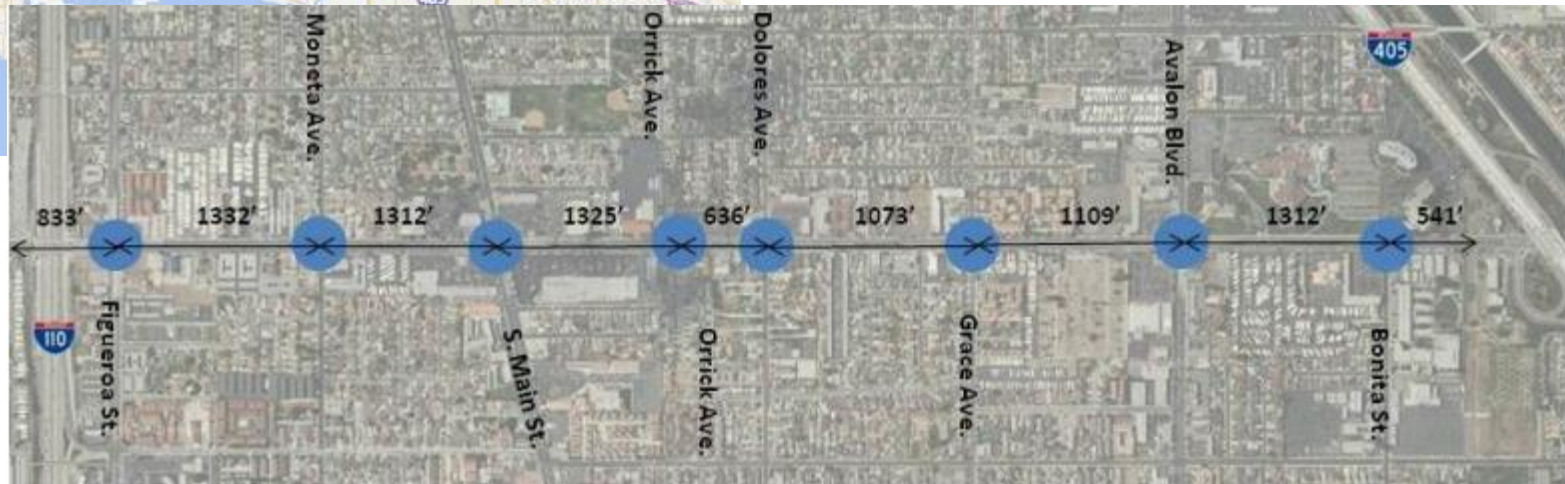 Moneta Ave.
Orrick Ave.
Dolores Ave.
Avalon Blvd.
405
833′
1332′
1312′
1325′
636′
1073′
1109′
1312′
541′
110
Figueroa St.
S. Main St.
Orrick Ave.
Grace Ave.
Bonita St.